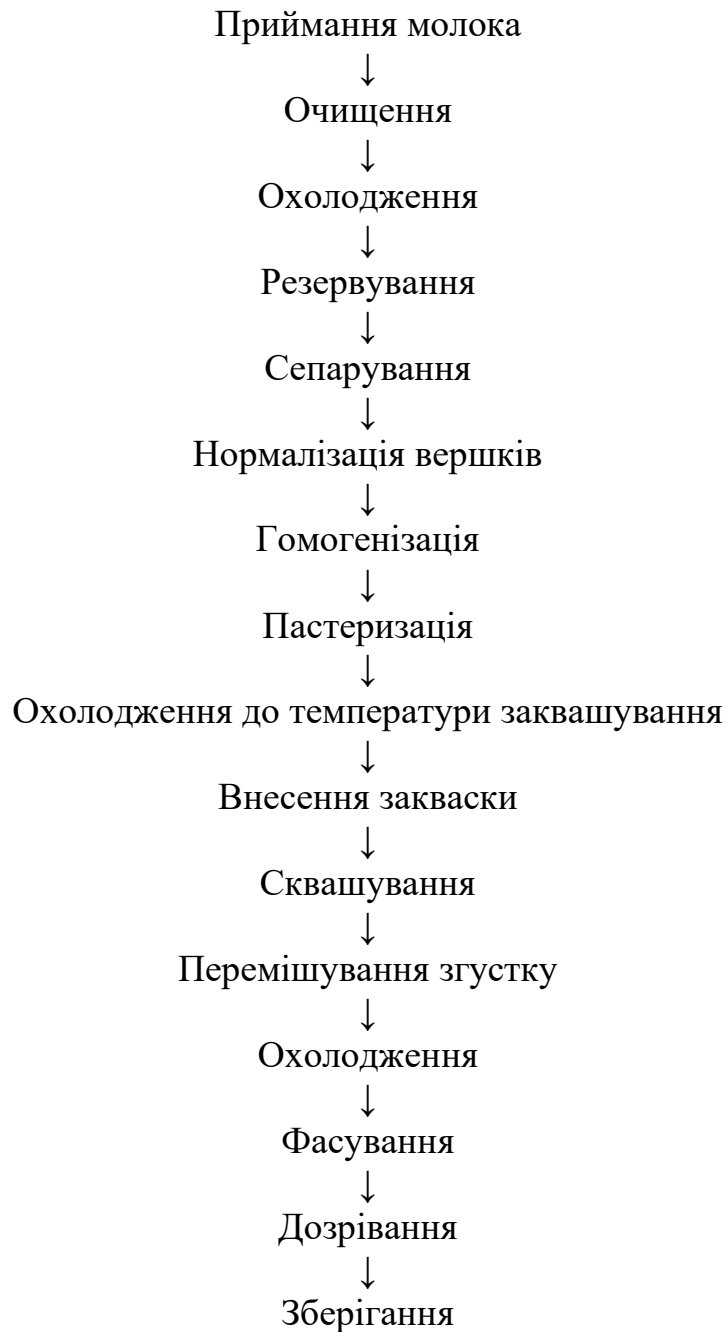 Приймання молока
↓
Очищення
↓
Охолодження
↓
Резервування
↓
Сепарування
↓
Нормалізація вершків
↓
Гомогенізація
↓
Пастеризація
↓
Охолодження до температури заквашування
↓
Внесення закваски
↓
Сквашування
↓
Перемішування згустку
↓
Охолодження
↓
Фасування
↓
Дозрівання
↓
Зберігання